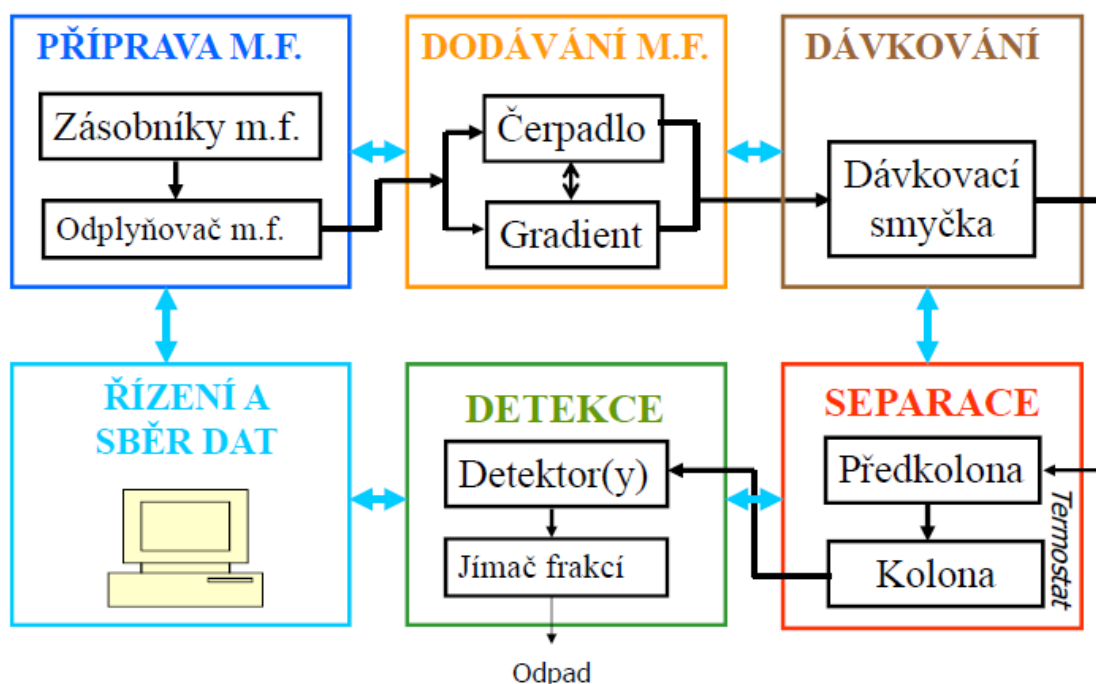 PŘÍPRAVA M.F.
Zásobníky m.f.
Odplyňovač m.f.
DODÁVÁNÍ M.F.
Čerpadlo
Gradient
DÁVKOVÁNÍ
Dávkovací
smyčka
ŘÍZENÍ A
SBĚR DAT
DETEKCE
Detektor(y)
Jímač frakcí
Odpad
SEPARACE
Předkolona
Kolona
Termostat